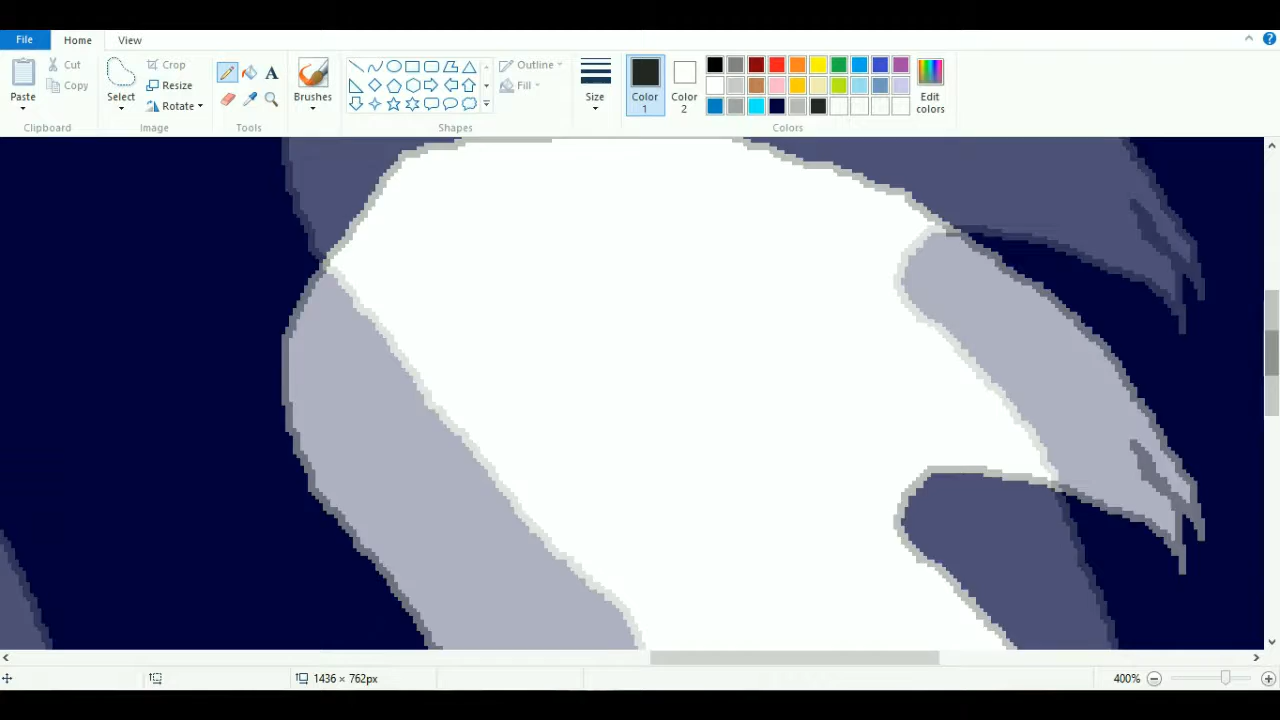 File Home View
Paste
Cut
Copy
Clipboard
Select
Crop
Resize
Rotate
Image
A
Tools
Brushes
Outline
Fill
Shapes
Size
Color
1
Color
2
Edit
colors
Colors
1436 × 762px
400%